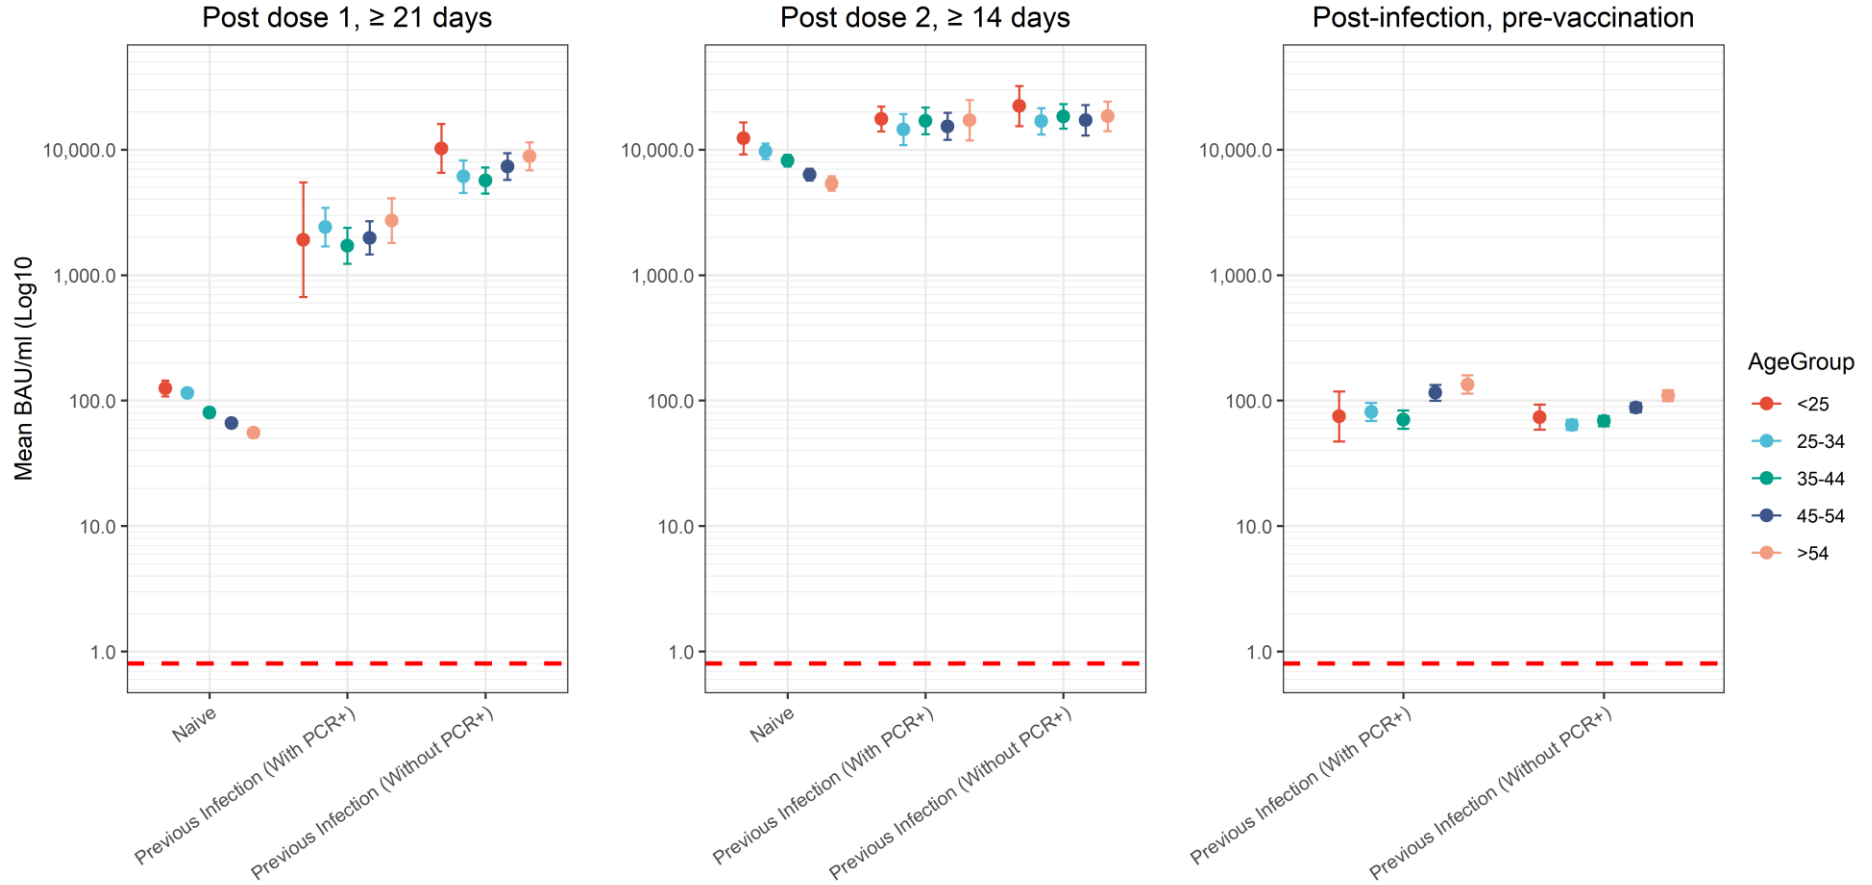 Post dose 1, ≥ 21 days
Post dose 2, ≥ 14 days
Post-infection, pre-vaccination
Mean BAU/ml (Log10
10,000.0
1,000.0
100.0
10.0
1.0
10,000.0
1,000.0
100.0
10.0
1.0
10,000.0
1,000.0
100.0
10.0
1.0
Naive
Previous Infection (With PCR+)
Previous Infection (Without PCR+)
Naive
Previous Infection (With PCR+)
Previous Infection (Without PCR+)
Previous Infection (With PCR+)
Previous Infection (Without PCR+)
AgeGroup
<25
25-34
35-44
45-54
>54